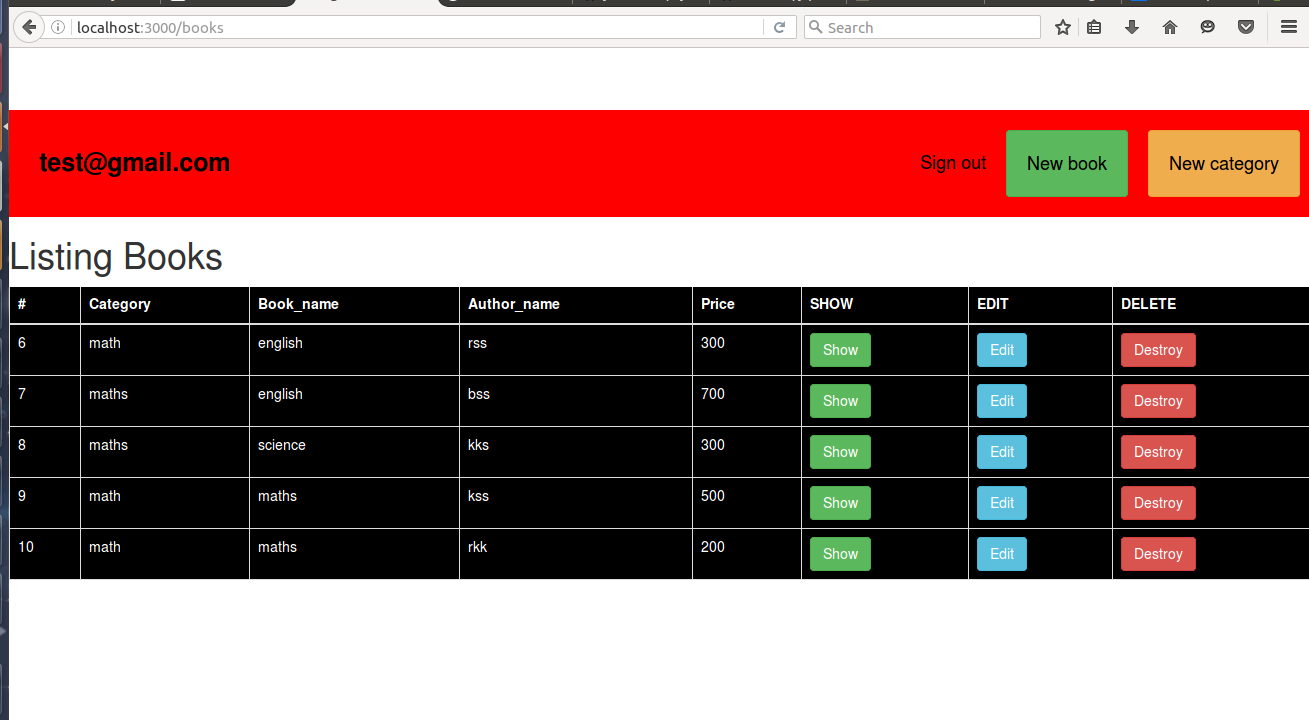 localhost:3000/books Search
test@gmail.com Sign out New book New category
Listing Books
# Category Book_name Author_name Price SHOW EDIT DELETE
6 math english rss 300 Show Edit Destroy
7 maths english bss 700 Show Edit Destroy
8 maths science kks 300 Show Edit Destroy
9 math maths kss 500 Show Edit Destroy
10 math maths rkk 200 Show Edit Destroy